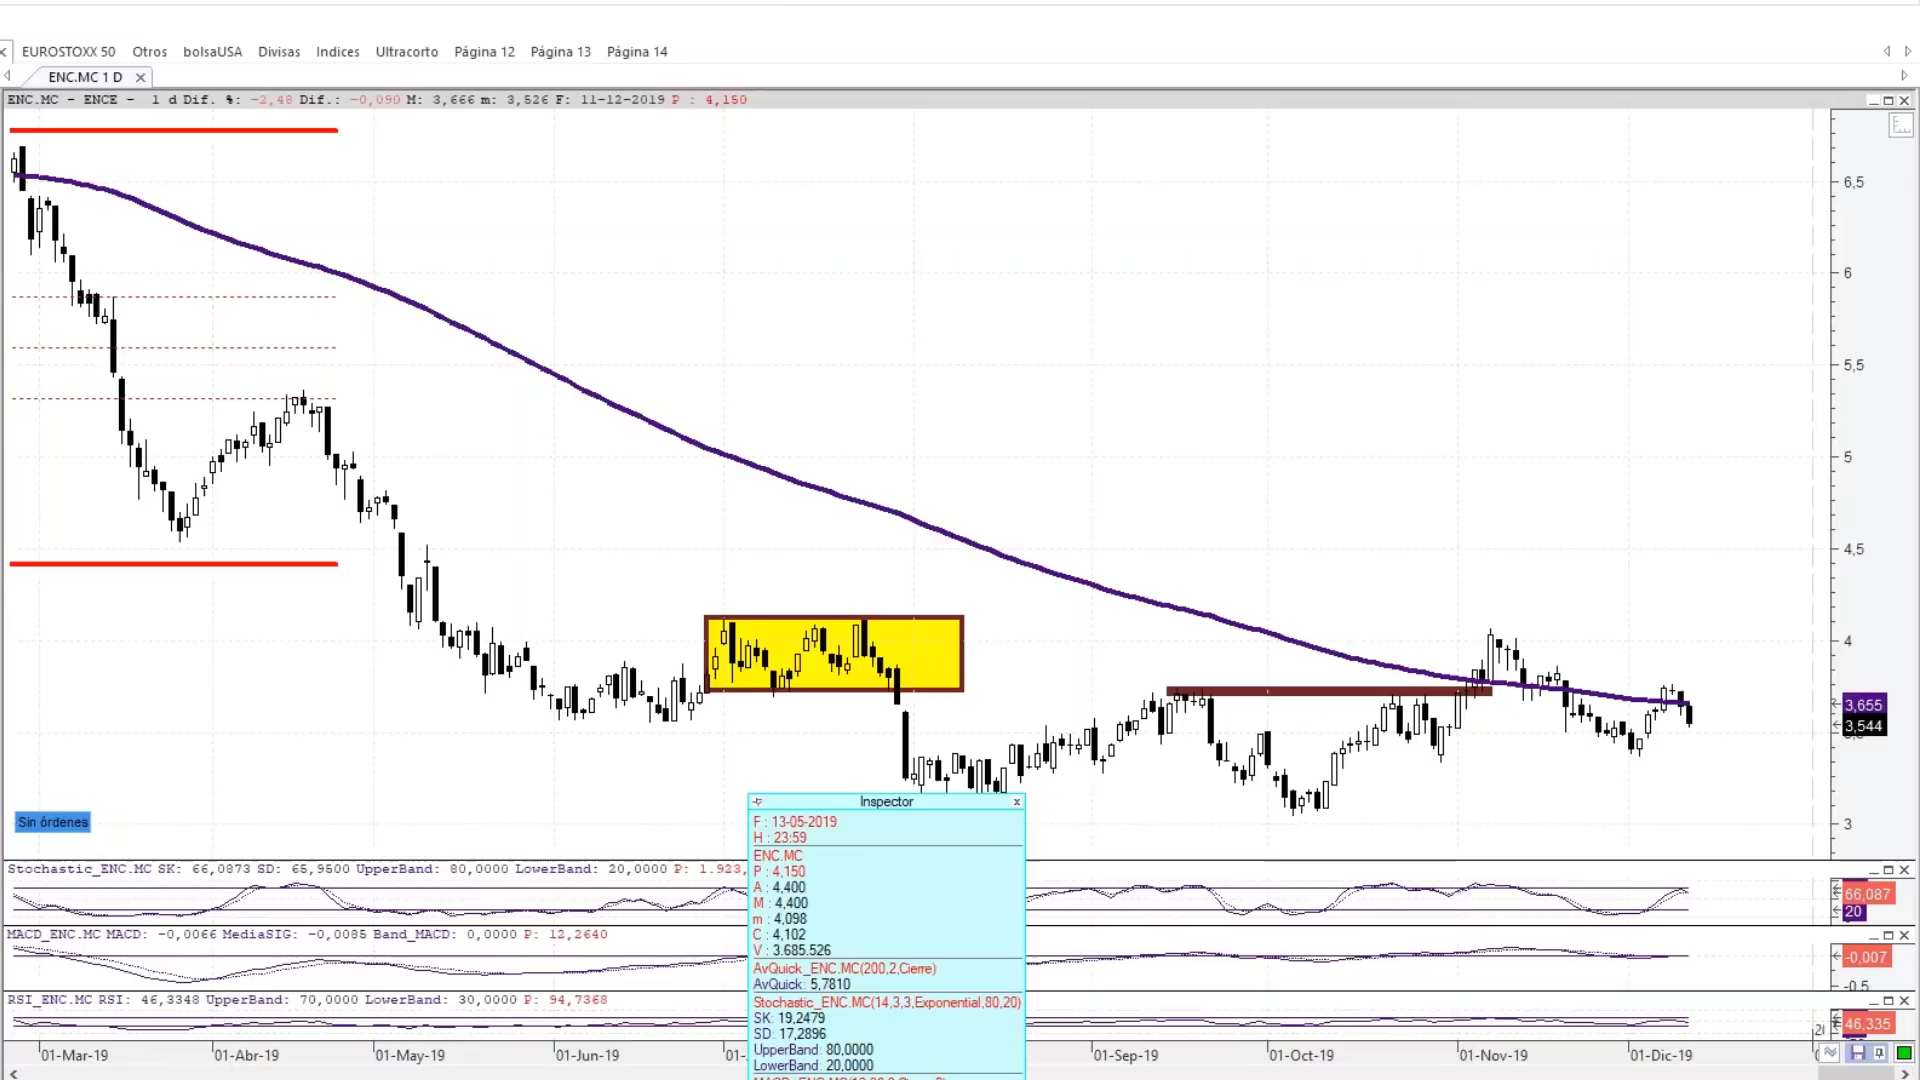 EUROSTOXX 50 Otros bolsaUSA Divisas Indices Ultracorto Página 12 Página 13 Página 14
ENC.MC 1 D
ENC.MC - ENCE - 1 d Dif. %: -2,48 Dif.: -0,090 M: 3,666 m: 3,526 F: 11-12-2019 P : 4,150
6,5
6
5,5
5
4,5
4
3,655
3,544
3
Sin órdenes
Inspector
F : 13-05-2019
H : 23:59
ENC.MC
P : 4,150
A : 4,400
M : 4,400
m : 4,098
C : 4,102
V : 3.685.526
AvQuick_ENC.MC(200,2,Cierre)
AvQuick: 5,7810
Stochastic_ENC.MC(14,3,3,Exponential,80,20)
SK: 19,2479
SD: 17,2896
UpperBand: 80,0000
LowerBand: 20,0000
Stochastic_ENC.MC SK: 66,0873 SD: 65,9500 UpperBand: 80,0000 LowerBand: 20,0000 P: 1.923,
66,087
20
MACD_ENC.MC MACD: -0,0066 MediaSIG: -0,0085 Band_MACD: 0,0000 P: 12,2640
-0,007
-0.5
RSI_ENC.MC RSI: 46,3348 UpperBand: 70,0000 LowerBand: 30,0000 P: 94,7368
46,335
01-Mar-19 01-Abr-19 01-May-19 01-Jun-19 01-Sep-19 01-Oct-19 01-Nov-19 01-Dic-19